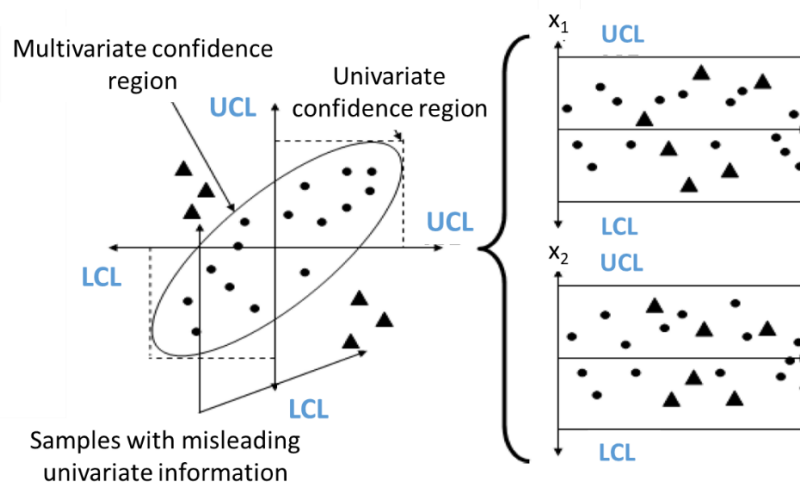 Multivariate confidence
region
Univariate
confidence region
UCL
UCL
LCL
LCL
Samples with misleading
univariate information
x1
UCL
LCL
x2
UCL
LCL